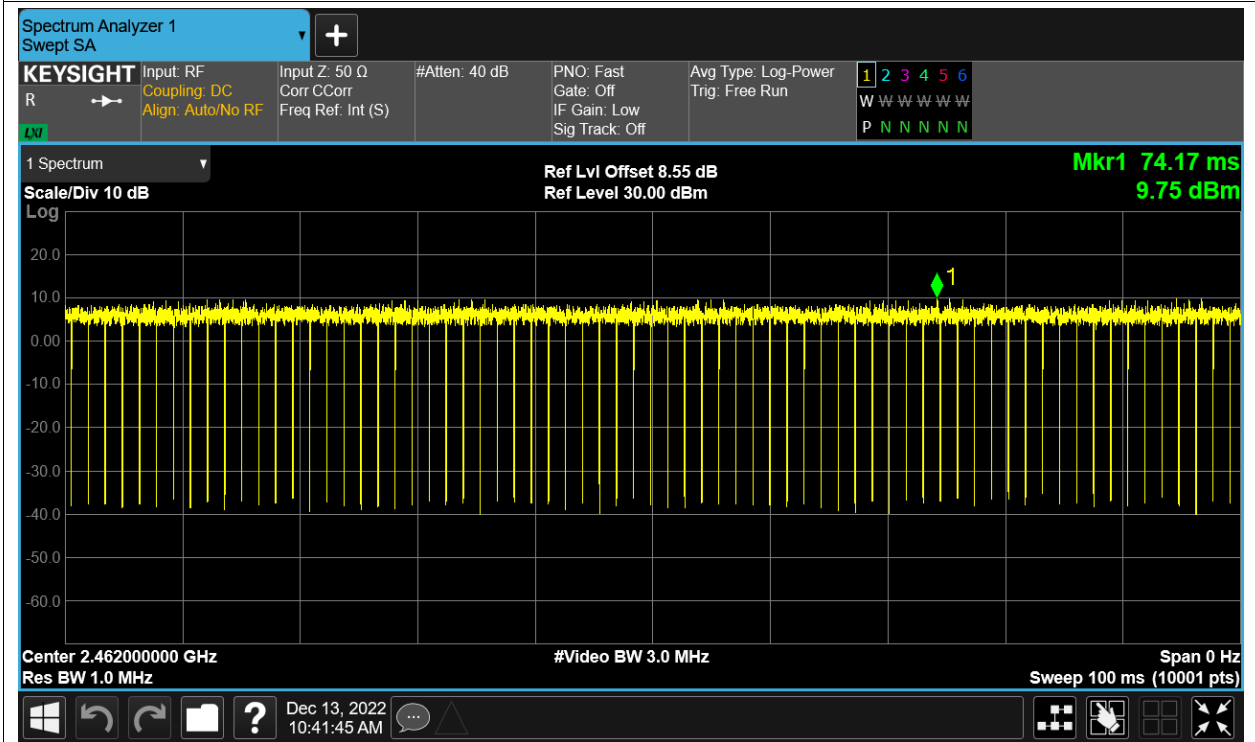 Spectrum Analyzer 1
Swept SA
KEYSIGHT
R
LXI
Input: RF
Coupling: DC
Align: Auto/No RF
Input Z: 50 Ω
Corr CCorr
Freq Ref: Int (S)
#Atten: 40 dB
PNO: Fast
Gate: Off
IF Gain: Low
Sig Track: Off
Avg Type: Log-Power
Trig: Free Run
1 2 3 4 5 6
W W W W W W
P N N N N N
1 Spectrum
Scale/Div 10 dB
Log
Ref Lvl Offset 8.55 dB
Ref Level 30.00 dBm
Mkr1 74.17 ms
9.75 dBm
20.0
10.0
0.00
-10.0
-20.0
-30.0
-40.0
-50.0
-60.0
1
Center 2.462000000 GHz
Res BW 1.0 MHz
#Video BW 3.0 MHz
Span 0 Hz
Sweep 100 ms (10001 pts)
?
Dec 13, 2022
10:41:45 AM